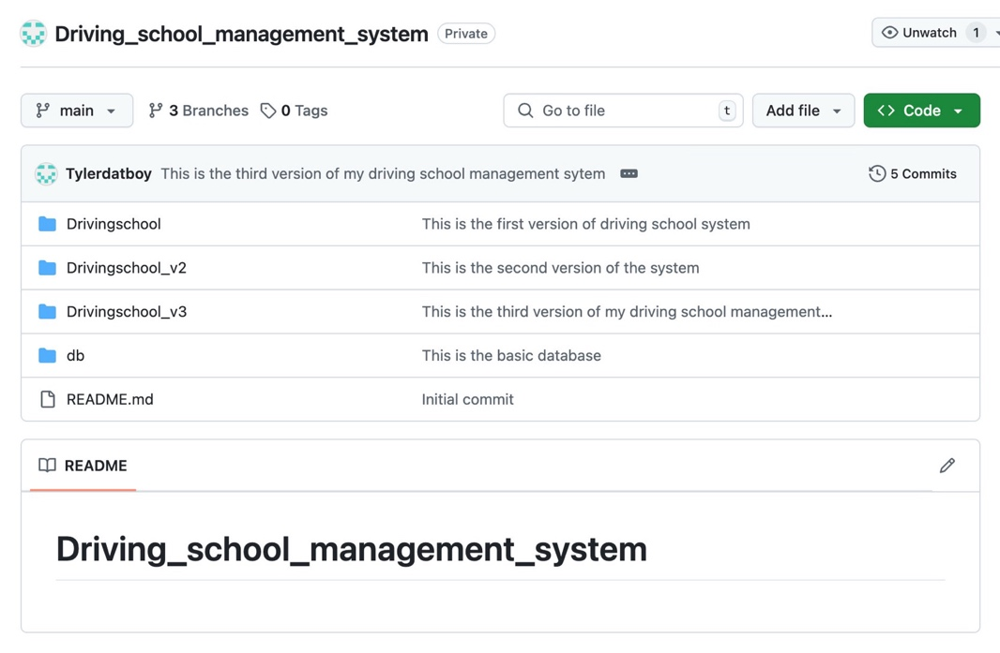 Driving_school_management_system Private Unwatch 1
main 3 Branches 0 Tags Go to file t Add file Code
Tylerdatboy This is the third version of my driving school management sytem 5 Commits
Drivingschool This is the first version of driving school system
Drivingschool_v2 This is the second version of the system
Drivingschool_v3 This is the third version of my driving school management...
db This is the basic database
README.md Initial commit
README
Driving_school_management_system